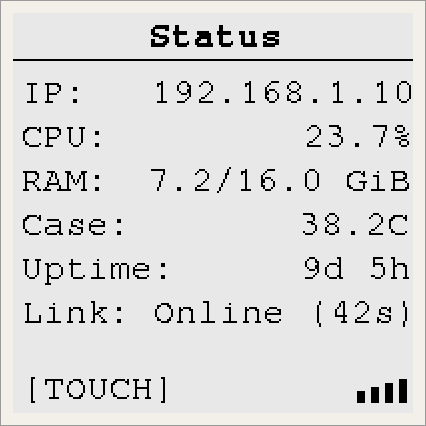 Status
IP: 192.168.1.10
CPU: 23.7%
RAM: 7.2/16.0 GiB
Case: 38.2C
Uptime: 9d 5h
Link: Online (42s)
[TOUCH]